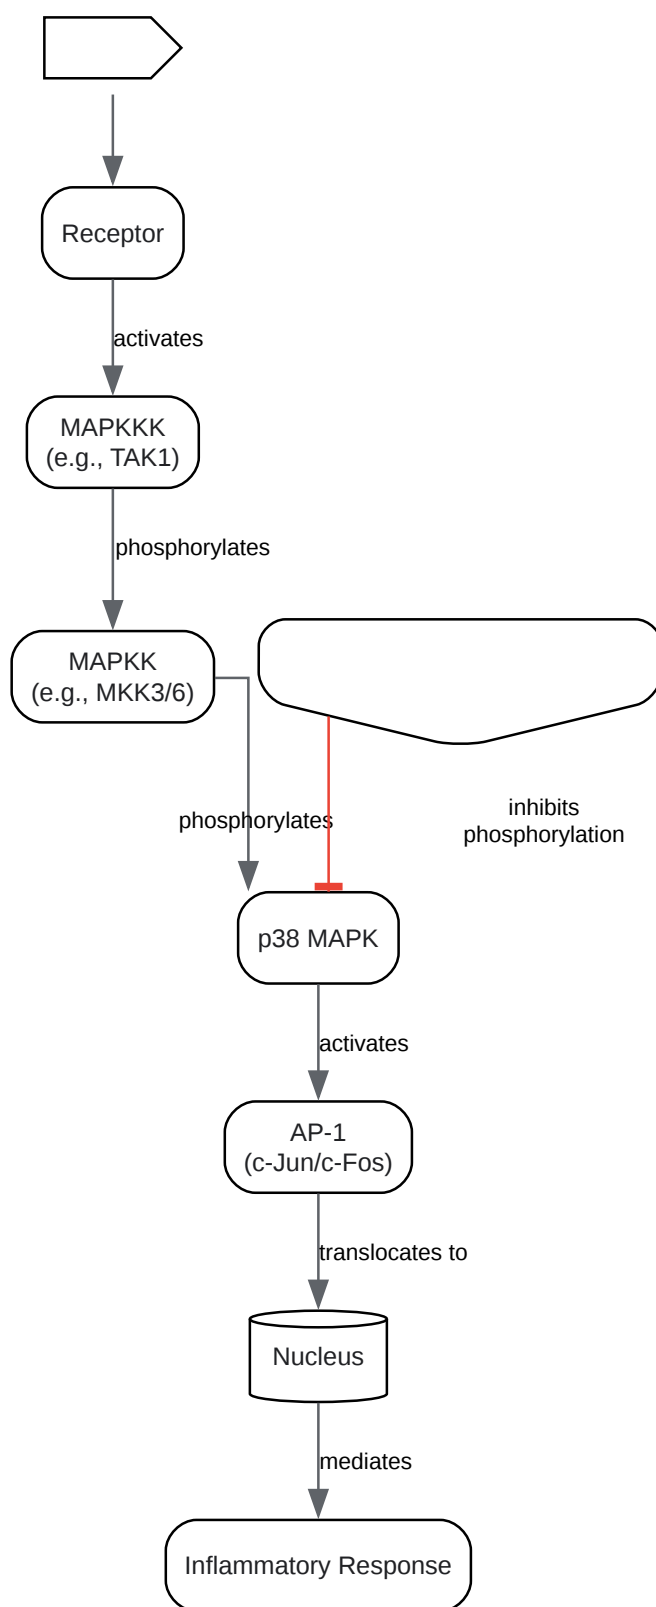 Receptor
activates
MAPKKK
(e.g., TAK1)
phosphorylates
MAPKK
(e.g., MKK3/6)
phosphorylates
inhibits
phosphorylation
p38 MAPK
activates
AP-1
(c-Jun/c-Fos)
translocates to
Nucleus
mediates
Inflammatory Response